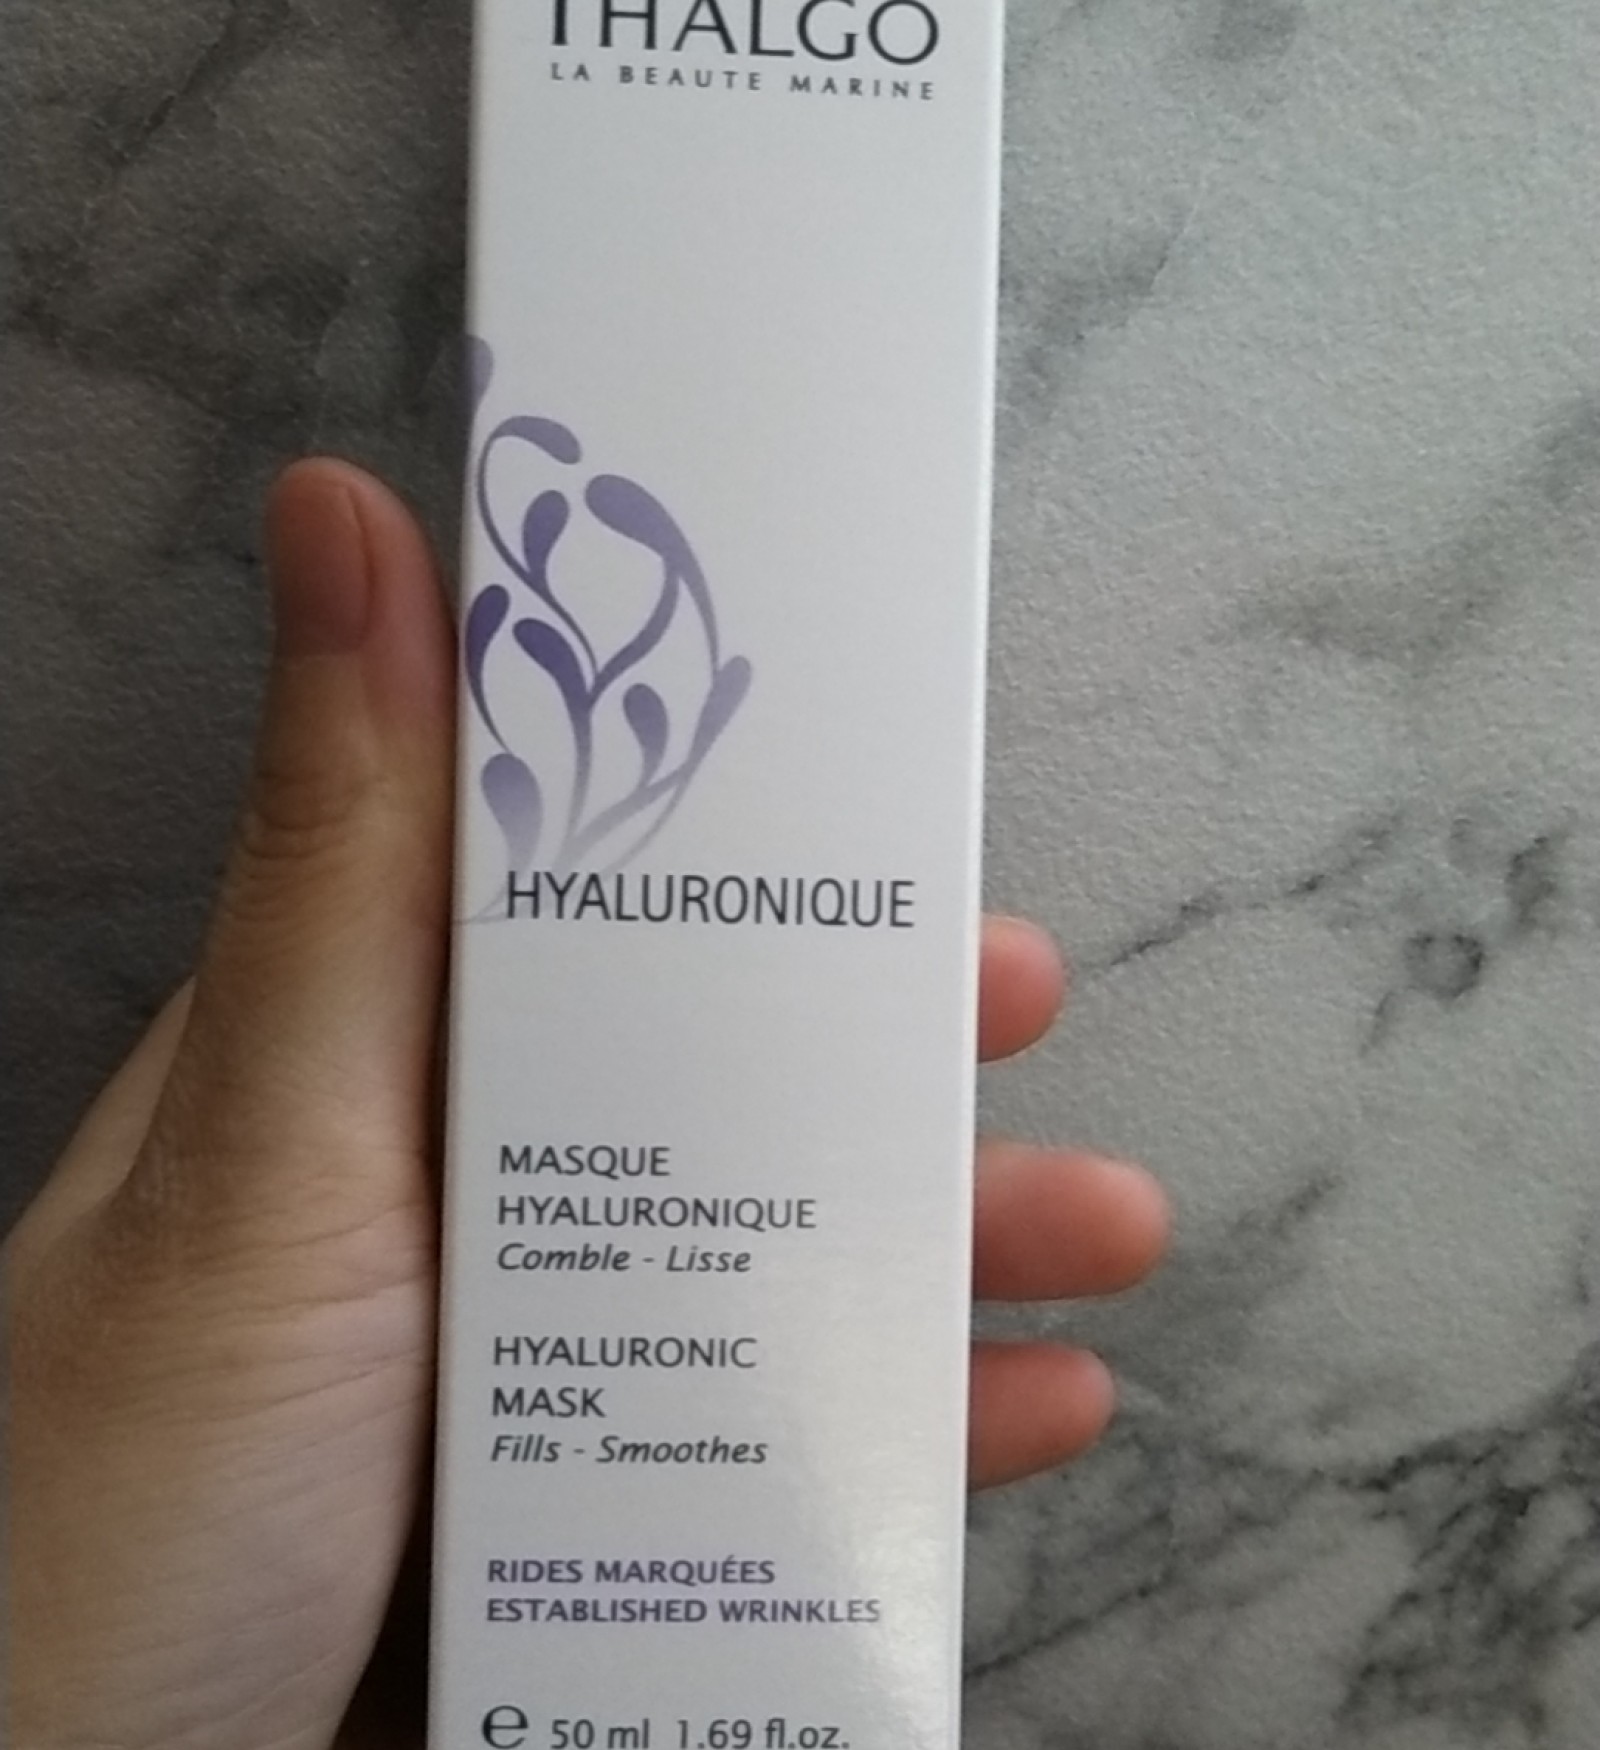 THALGO
LA BEAUTE MARINE
HYALURONIQUE
MASQUE
HYALURONIQUE
Comble - Lisse
HYALURONIC
MASK
Fills - Smoothes
RIDES MARQUÉES
ESTABLISHED WRINKLES
e 50 ml 1.69 fl.oz.